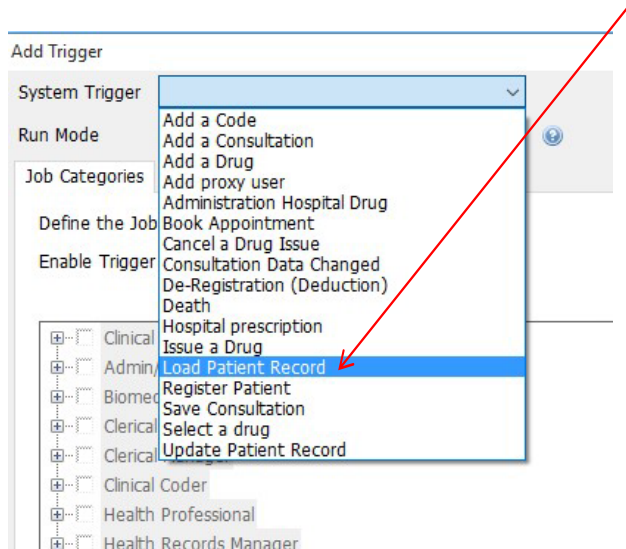 Add Trigger
System Trigger
Add a Code
Add a Consultation
Run Mode
Add a Drug
Add proxy user
Job Categories
Administration Hospital Drug
Define the Job
Book Appointment
Cancel a Drug Issue
Enable Trigger
Consultation Data Changed
De-Registration (Deduction)
Death
Hospital prescription
Clinical
Issue a Drug
Admin/
Load Patient Record
Register Patient
Biomed
Save Consultation
Clerical
Select a drug
Clerical
Update Patient Record
Clinical Coder
Health Professional
Health Records Manager